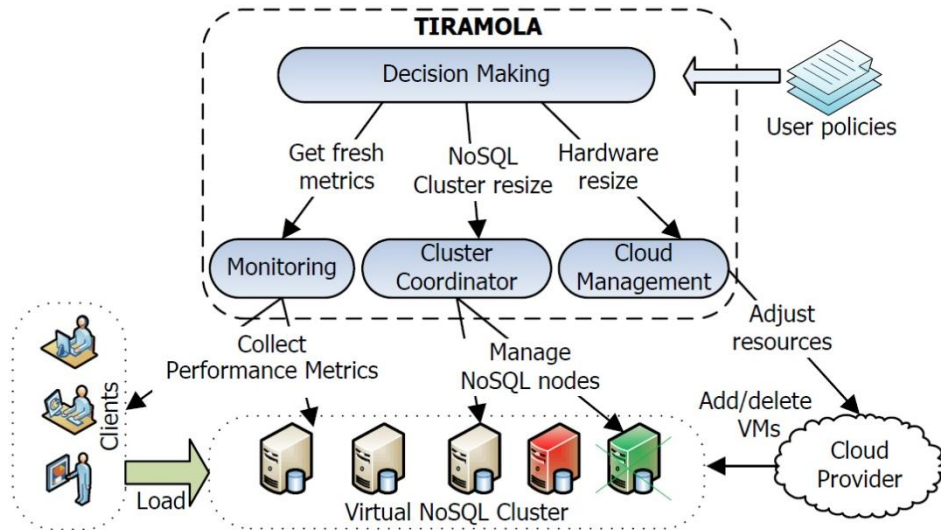 TIRAMOLA
Decision Making
User policies
Get fresh
metrics
NoSQL
Cluster resize
Hardware
resize
Monitoring
Cluster
Coordinator
Cloud
Management
Collect
Performance Metrics
Manage
NoSQL nodes
Adjust
resources
Clients
Load
Virtual NoSQL Cluster
Add/delete
VMs
Cloud
Provider